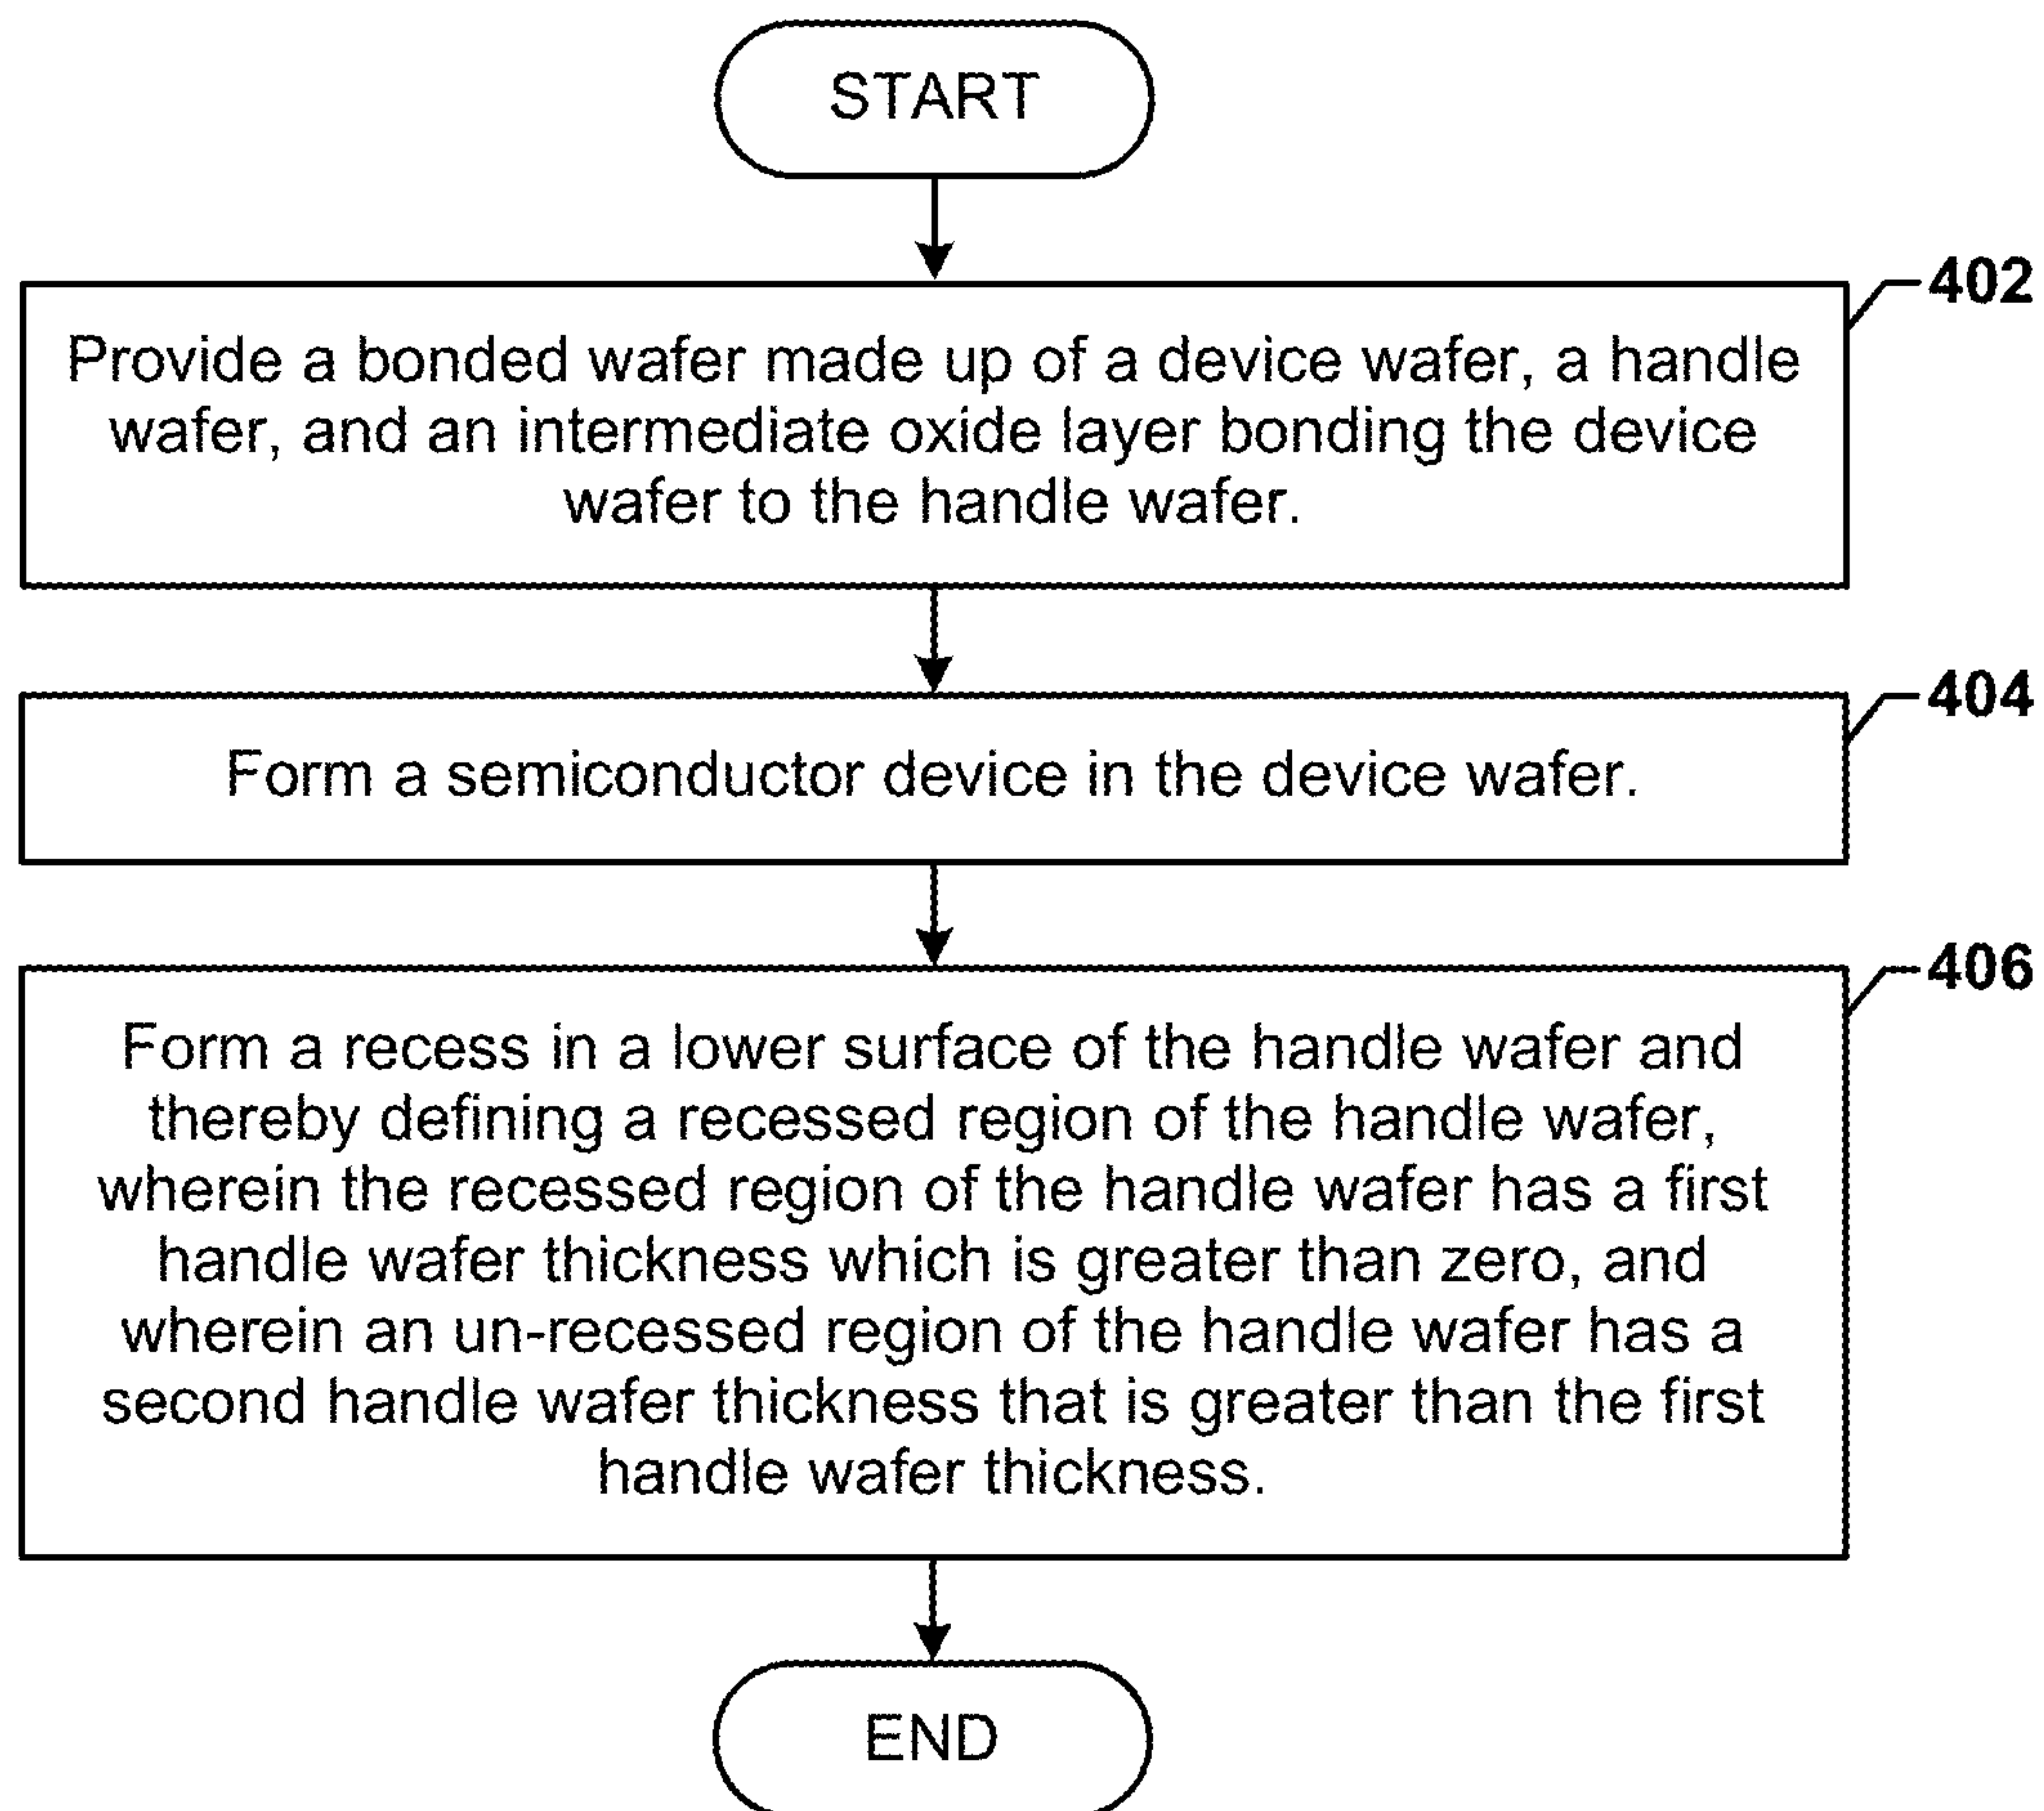 START
402
Provide a bonded wafer made up of a device wafer, a handle
wafer, and an intermediate oxide layer bonding the device
wafer to the handle wafer.
404
Form a semiconductor device in the device wafer.
406
Form a recess in a lower surface of the handle wafer and
thereby defining a recessed region of the handle wafer,
wherein the recessed region of the handle wafer has a first
handle wafer thickness which is greater than zero, and
wherein an un-recessed region of the handle wafer has a
second handle wafer thickness that is greater than the first
handle wafer thickness.
END